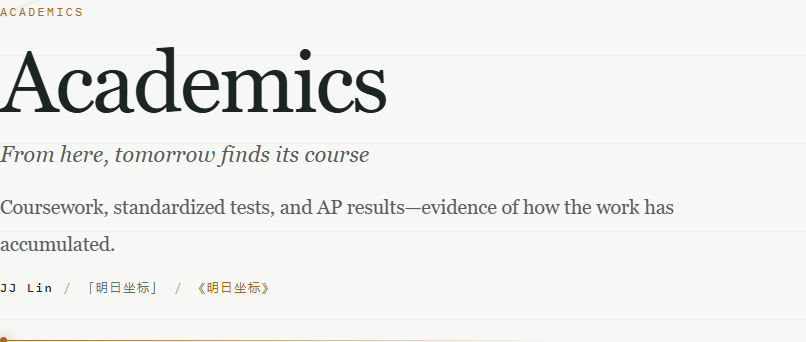 ACADEMICS
Academics
From here, tomorrow finds its course
Coursework, standardized tests, and AP results—evidence of how the work has
accumulated.
JJ Lin / 「明日坐标」 / 《明日坐标》